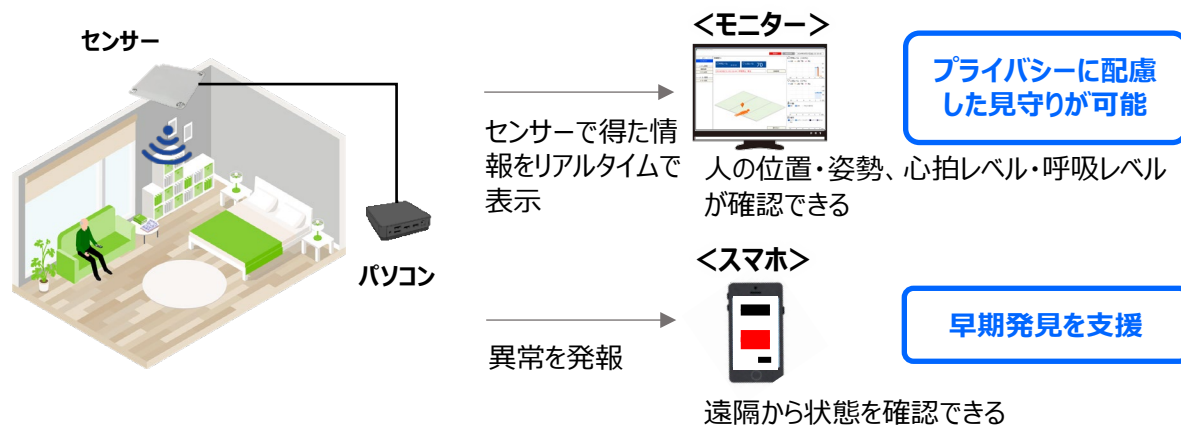 センサー
パソコン
センサーで得た情
報をリアルタイムで
表示
<モニター>
70
人の位置・姿勢、心拍レベル・呼吸レベル
が確認できる
プライバシーに配慮
した見守りが可能
異常を発報
<スマホ>
遠隔から状態を確認できる
早期発見を支援